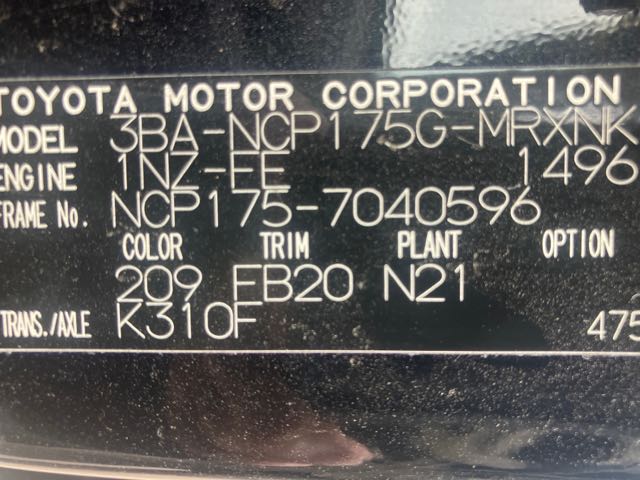 TOYOTA MOTOR CORPORATION
MODEL 3BA-NCP175G-MRXNK
ENGINE 1NZ-FE 1496
FRAME No. NCP175-7040596
COLOR TRIM PLANT OPTION
209 FB20 N21
TRANS./AXLE K310F 475